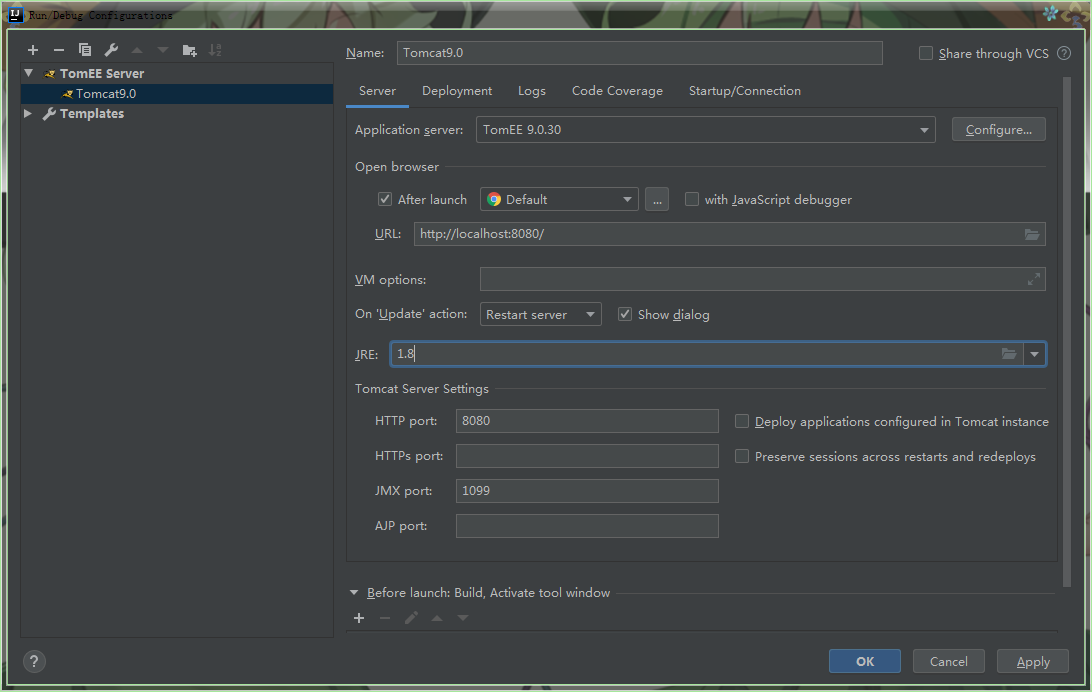 Run/Debug Configurations
Name: Tomcat9.0 Share through VCS
TomEE Server
Tomcat9.0
Templates
Server Deployment Logs Code Coverage Startup/Connection
Application server: TomEE 9.0.30 Configure...
Open browser
After launch Default ... with JavaScript debugger
URL: http://localhost:8080/
VM options:
On 'Update' action: Restart server Show dialog
JRE: 1.8
Tomcat Server Settings
HTTP port: 8080 Deploy applications configured in Tomcat instance
HTTPs port: Preserve sessions across restarts and redeploys
JMX port: 1099
AJP port:
Before launch: Build, Activate tool window
? OK Cancel Apply